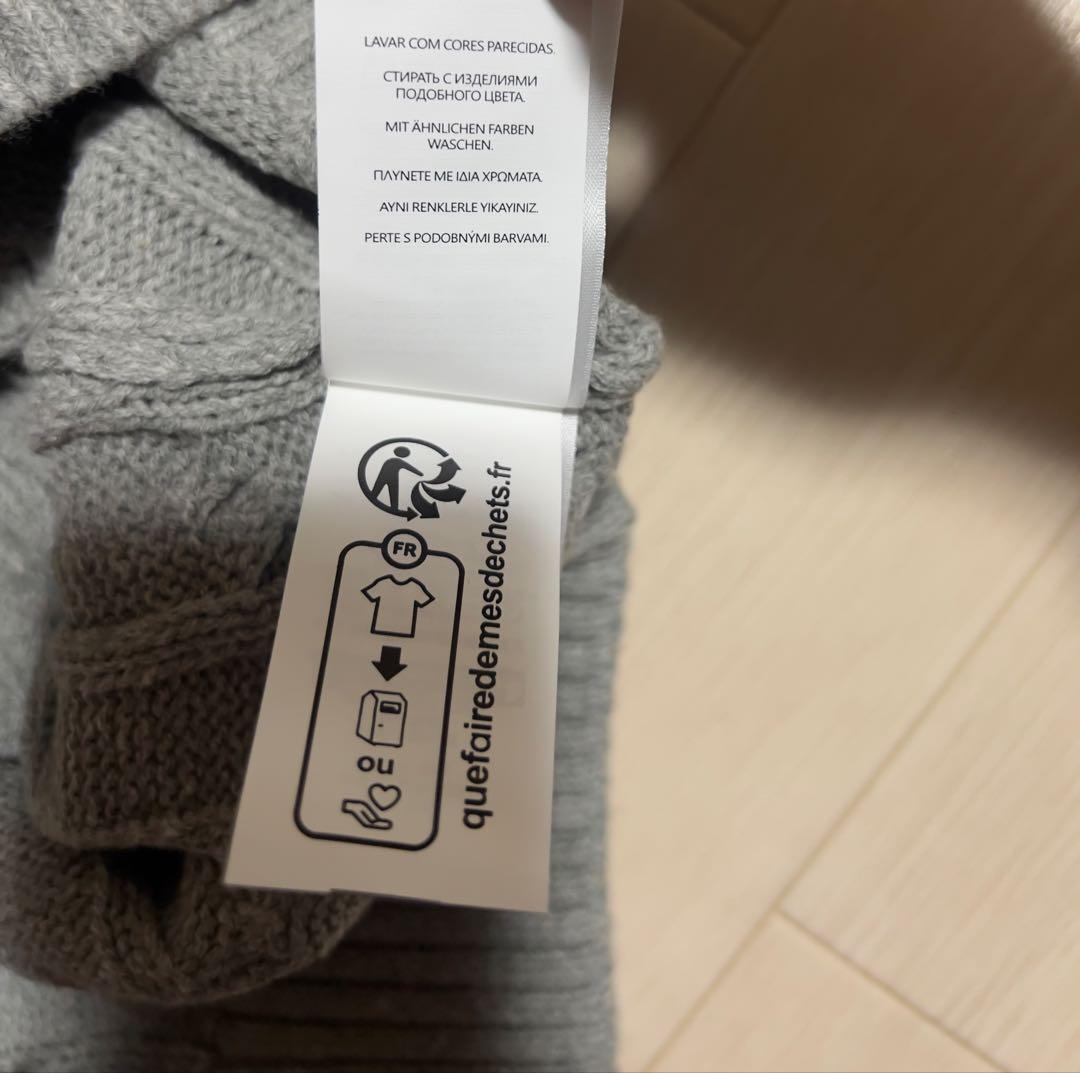 LAVAR COM CORES PARECIDAS.
СТИРАТЬ С ИЗДЕЛИЯМИ
ПОДОБНОГО ЦВЕТА.
MIT ÄHNLICHEN FARBEN
WASCHEN.
ΠΛΥΝΕΤΕ ΜΕ ΙΔΙΑ ΧΡΩΜΑΤΑ.
AYNI RENKLERLE YIKAYINIZ.
PERTE S PODOBNÝMI BARVAMI.
FR
ou
quefairedemesdechets.fr